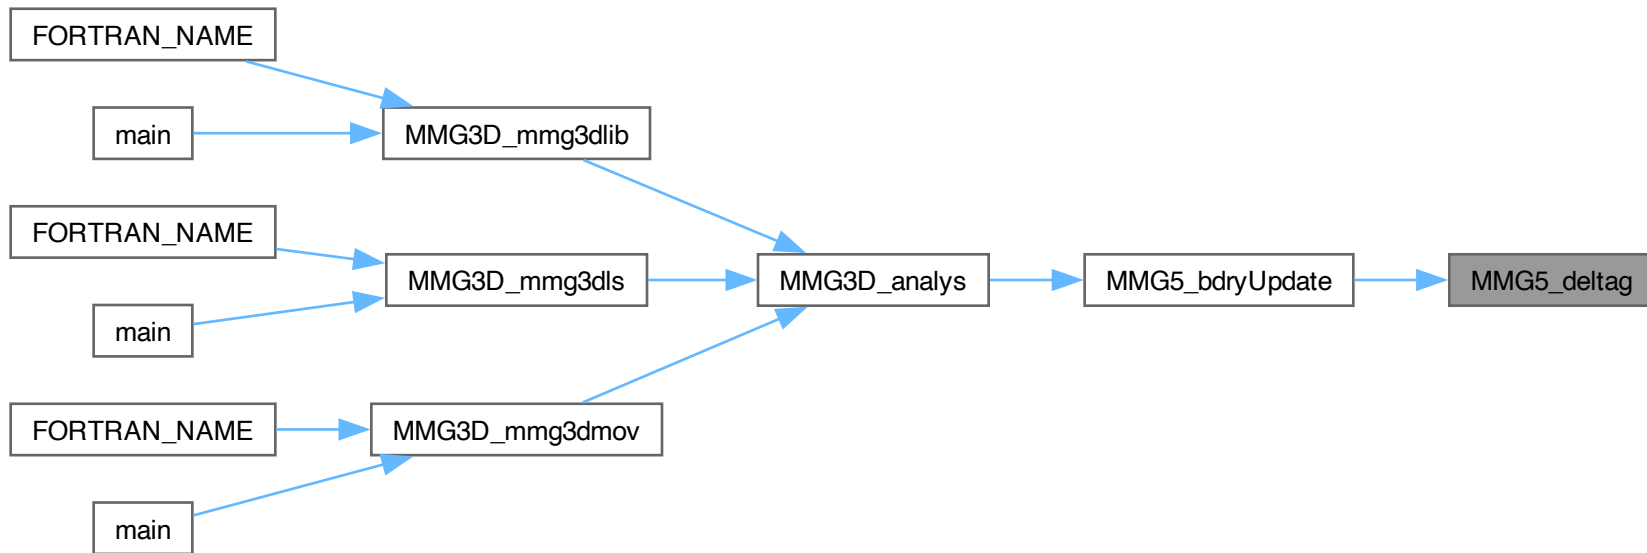 FORTRAN_NAME
main
MMG3D_mmg3dlib
FORTRAN_NAME
MMG3D_mmg3dls
MMG3D_analys
MMG5_bdryUpdate
MMG5_deltag
main
FORTRAN_NAME
MMG3D_mmg3dmov
main